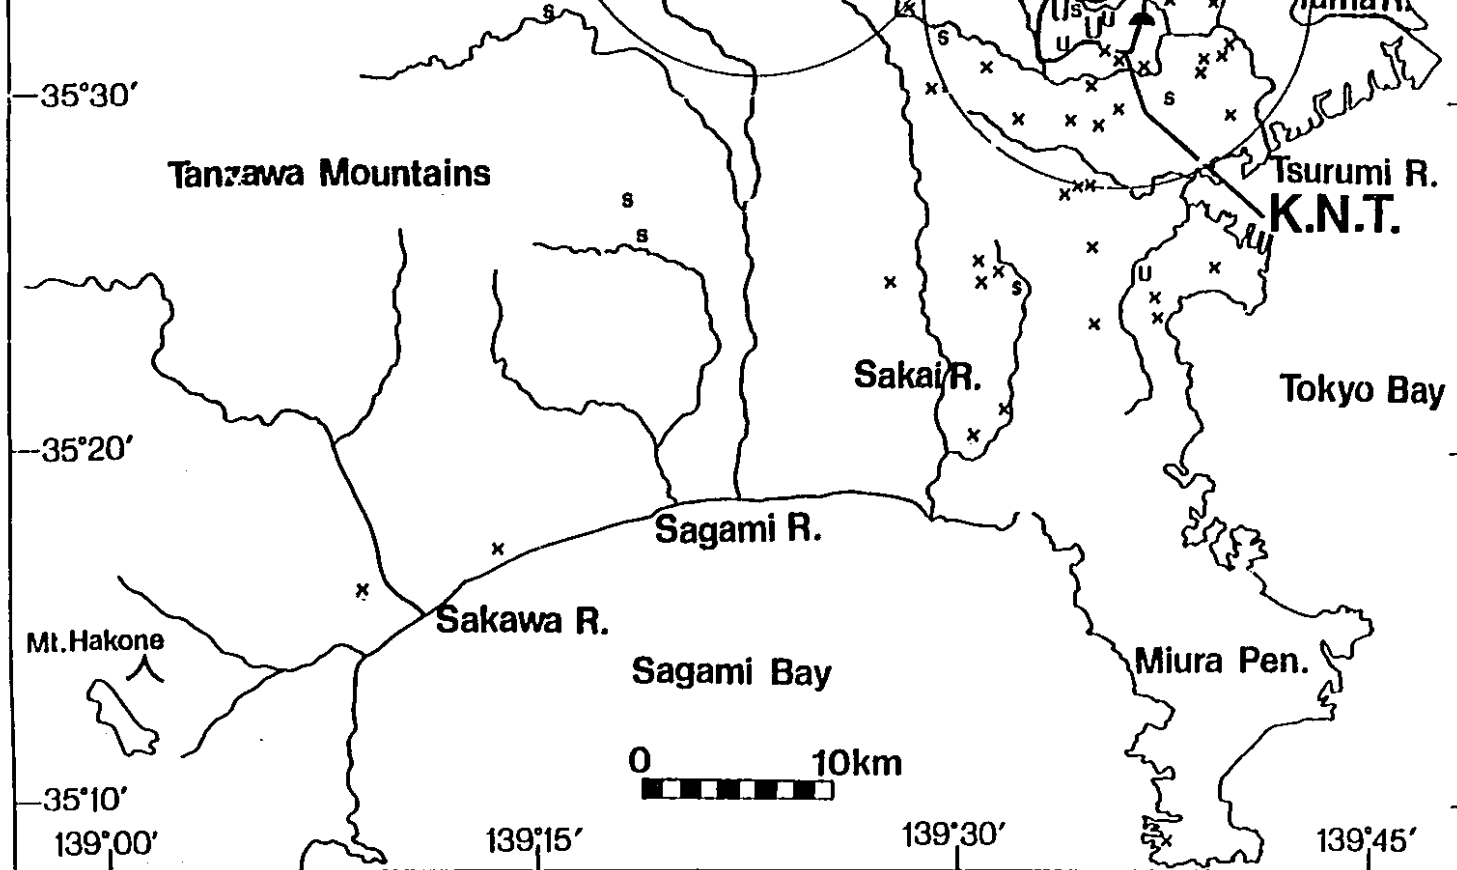 35°30′
Tanzawa Mountains
Tsurumi R.
K.N.T.
Sakai R.
Tokyo Bay
35°20′
Sagami R.
Sakawa R.
Mt.Hakone
Sagami Bay
Miura Pen.
0 10km
35°10′
139°00′ 139°15′ 139°30′ 139°45′